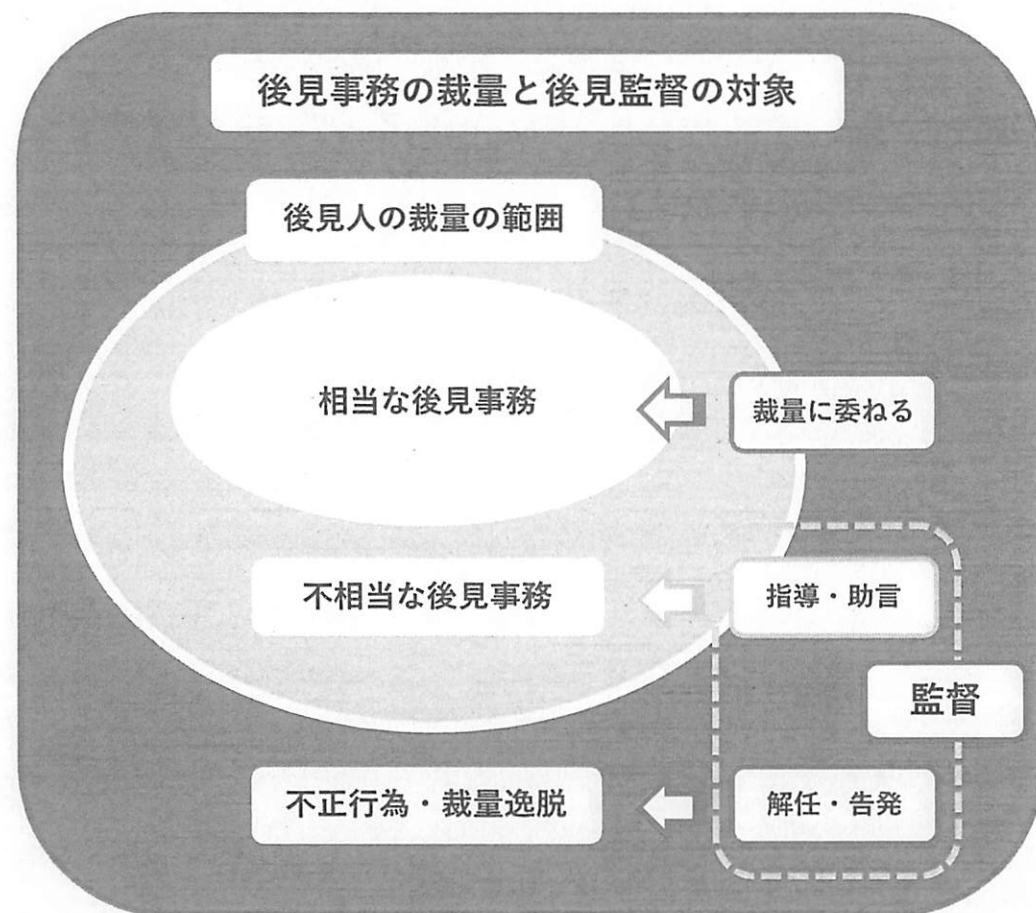 後見事務の裁量と後見監督の対象
後見人の裁量の範囲
相当な後見事務
裁量に委ねる
不相当な後見事務
指導・助言
監督
不正行為・裁量逸脱
解任・告発